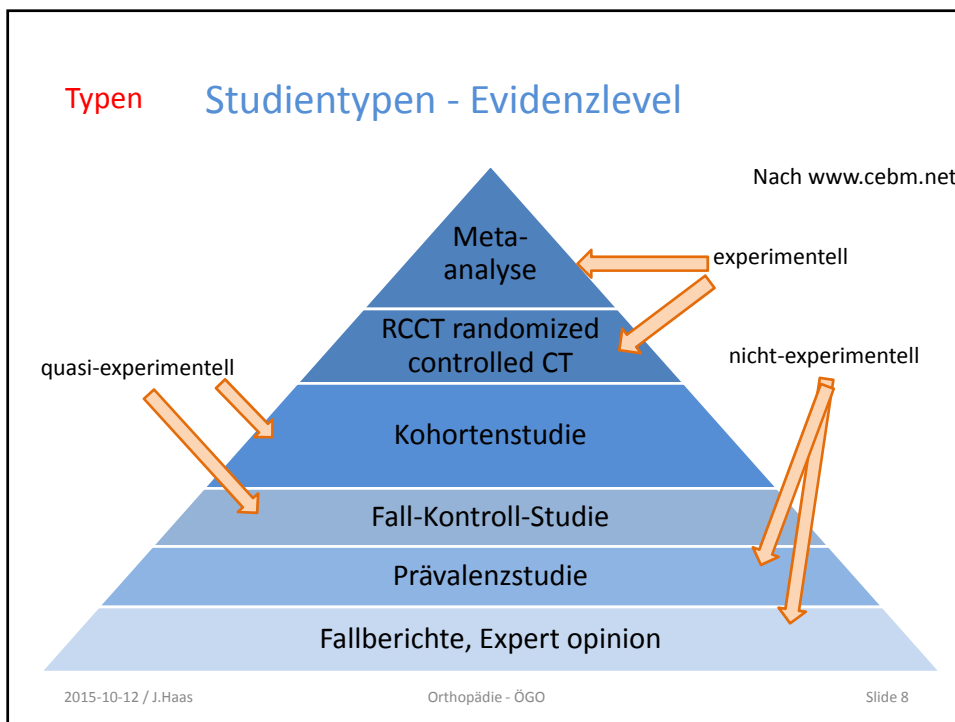 Typen
Studientypen - Evidenzlevel
Nach www.cebm.net
Meta-
analyse
experimentell
RCCT randomized
controlled CT
nicht-experimentell
quasi-experimentell
Kohortenstudie
Fall-Kontroll-Studie
Prävalenzstudie
Fallberichte, Expert opinion
2015-10-12 / J.Haas
Orthopädie - ÖGO
Slide 8